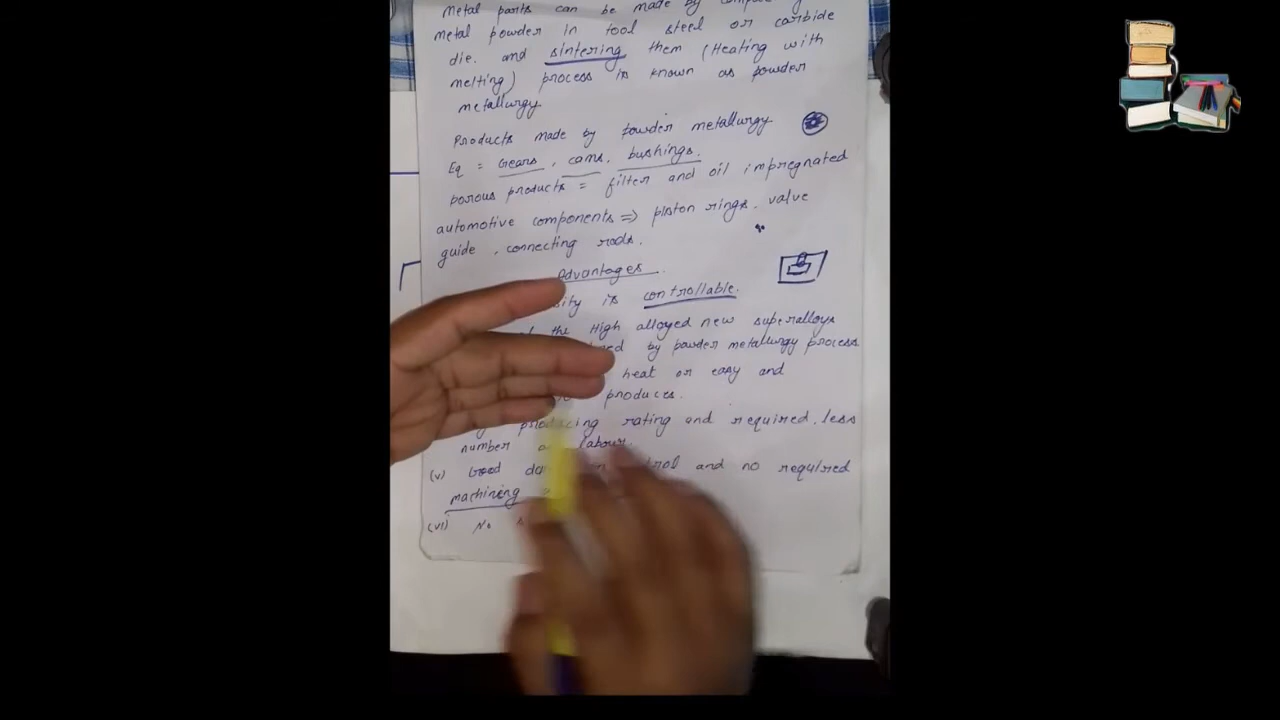 metal parts can be made by
metal powder in tool steel or carbide
die. and sintering them (Heating with
melting) process is known as powder
metallurgy
Products made by powder metallurgy
Eg = Gears, cams, bushings.
porous products = filter and oil impregnated
automotive components => piston rings. valve
guide, connecting rods.
Advantages
is controllable.
the High alloyed new superalloys
by powder metallurgy process
heat or easy and
produces.
rating and required less
number labour
(v) Good and no required
machining
(vi) No